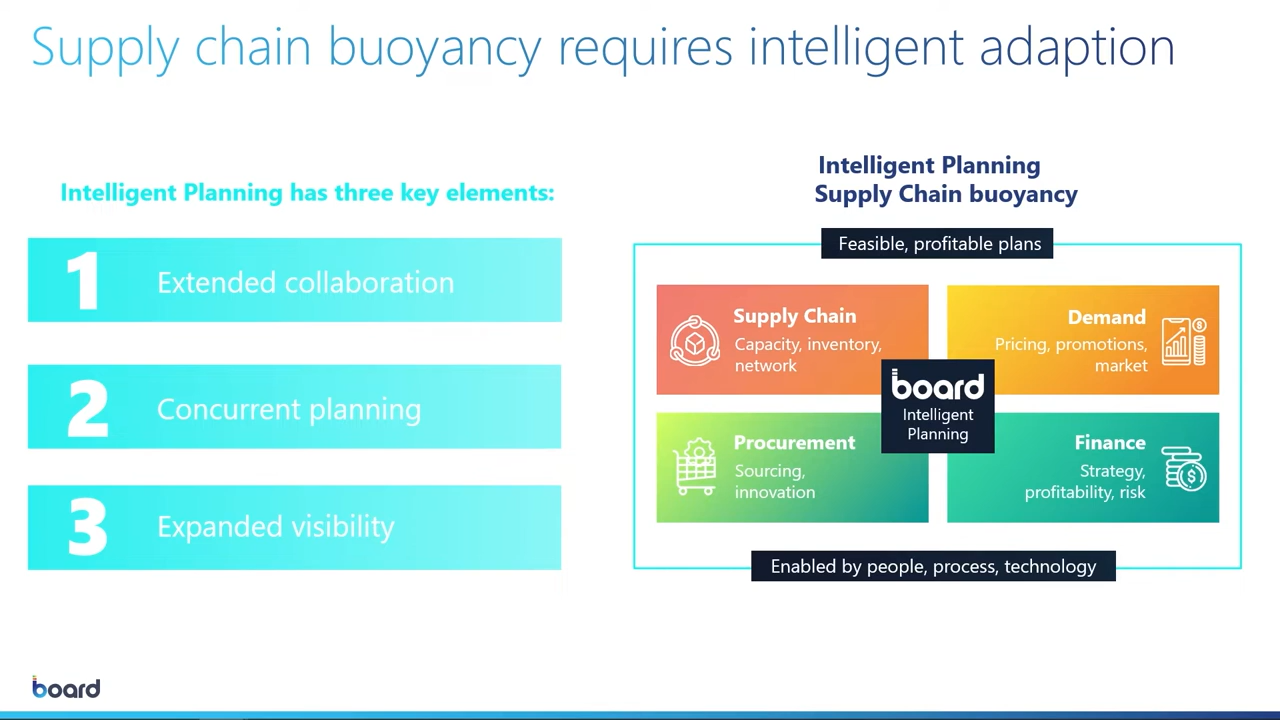 Supply chain buoyancy requires intelligent adaption
Intelligent Planning has three key elements:
1
Extended collaboration
2
Concurrent planning
3
Expanded visibility
Intelligent Planning
Supply Chain buoyancy
Feasible, profitable plans
Supply Chain
Capacity, inventory,
network
Demand
Pricing, promotions,
market
board
Intelligent
Planning
Procurement
Sourcing,
innovation
Finance
Strategy,
profitability, risk
Enabled by people, process, technology
board